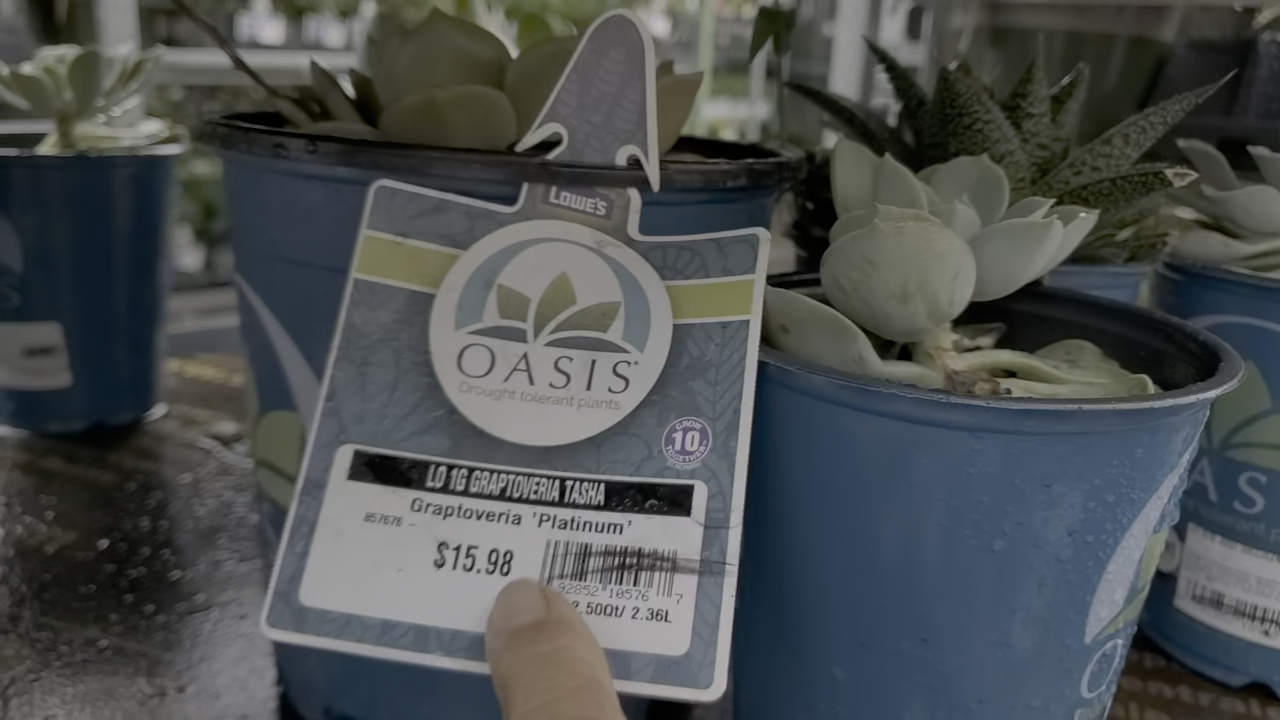 LOWE'S
OASIS
Drought tolerant plants
GROW
10
TOGETHER
LO 1G GRAPTOVERIA TASHA
Graptoveria 'Platinum'
857676
$15.98
92852 10576 7
2.50Qt/ 2.36L
AS